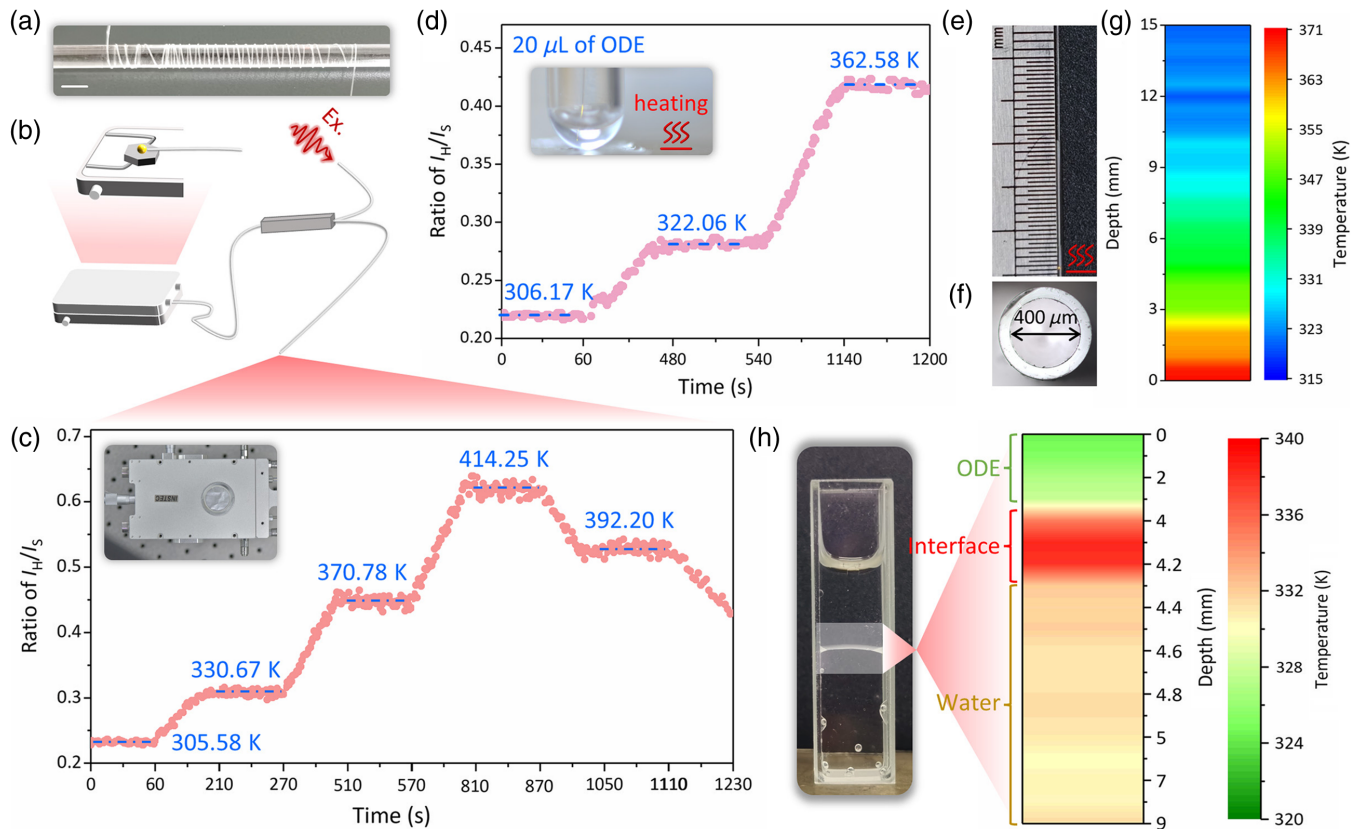 (a)
(b)
Ex.
(d)
20 μL of ODE
heating
306.17 K
322.06 K
362.58 K
Ratio of I_H/I_S
0.40
0.35
0.30
0.25
0.20
0
60
480
540
1140
1200
Time (s)
(e)
mm
(f)
400 μm
(g)
15
12
9
6
3
0
Depth (mm)
371
363
355
347
339
331
323
315
Temperature (K)
(c)
INSTEC
305.58 K
330.67 K
370.78 K
414.25 K
392.20 K
Ratio of I_H/I_S
0.7
0.6
0.5
0.4
0.3
0.2
0
60
210
270
510
570
810
870
1050
1110
1230
Time (s)
(h)
ODE
Interface
Water
0
2
4
4.2
4.4
4.6
4.8
5
7
9
Depth (mm)
340
336
332
328
324
320
Temperature (K)